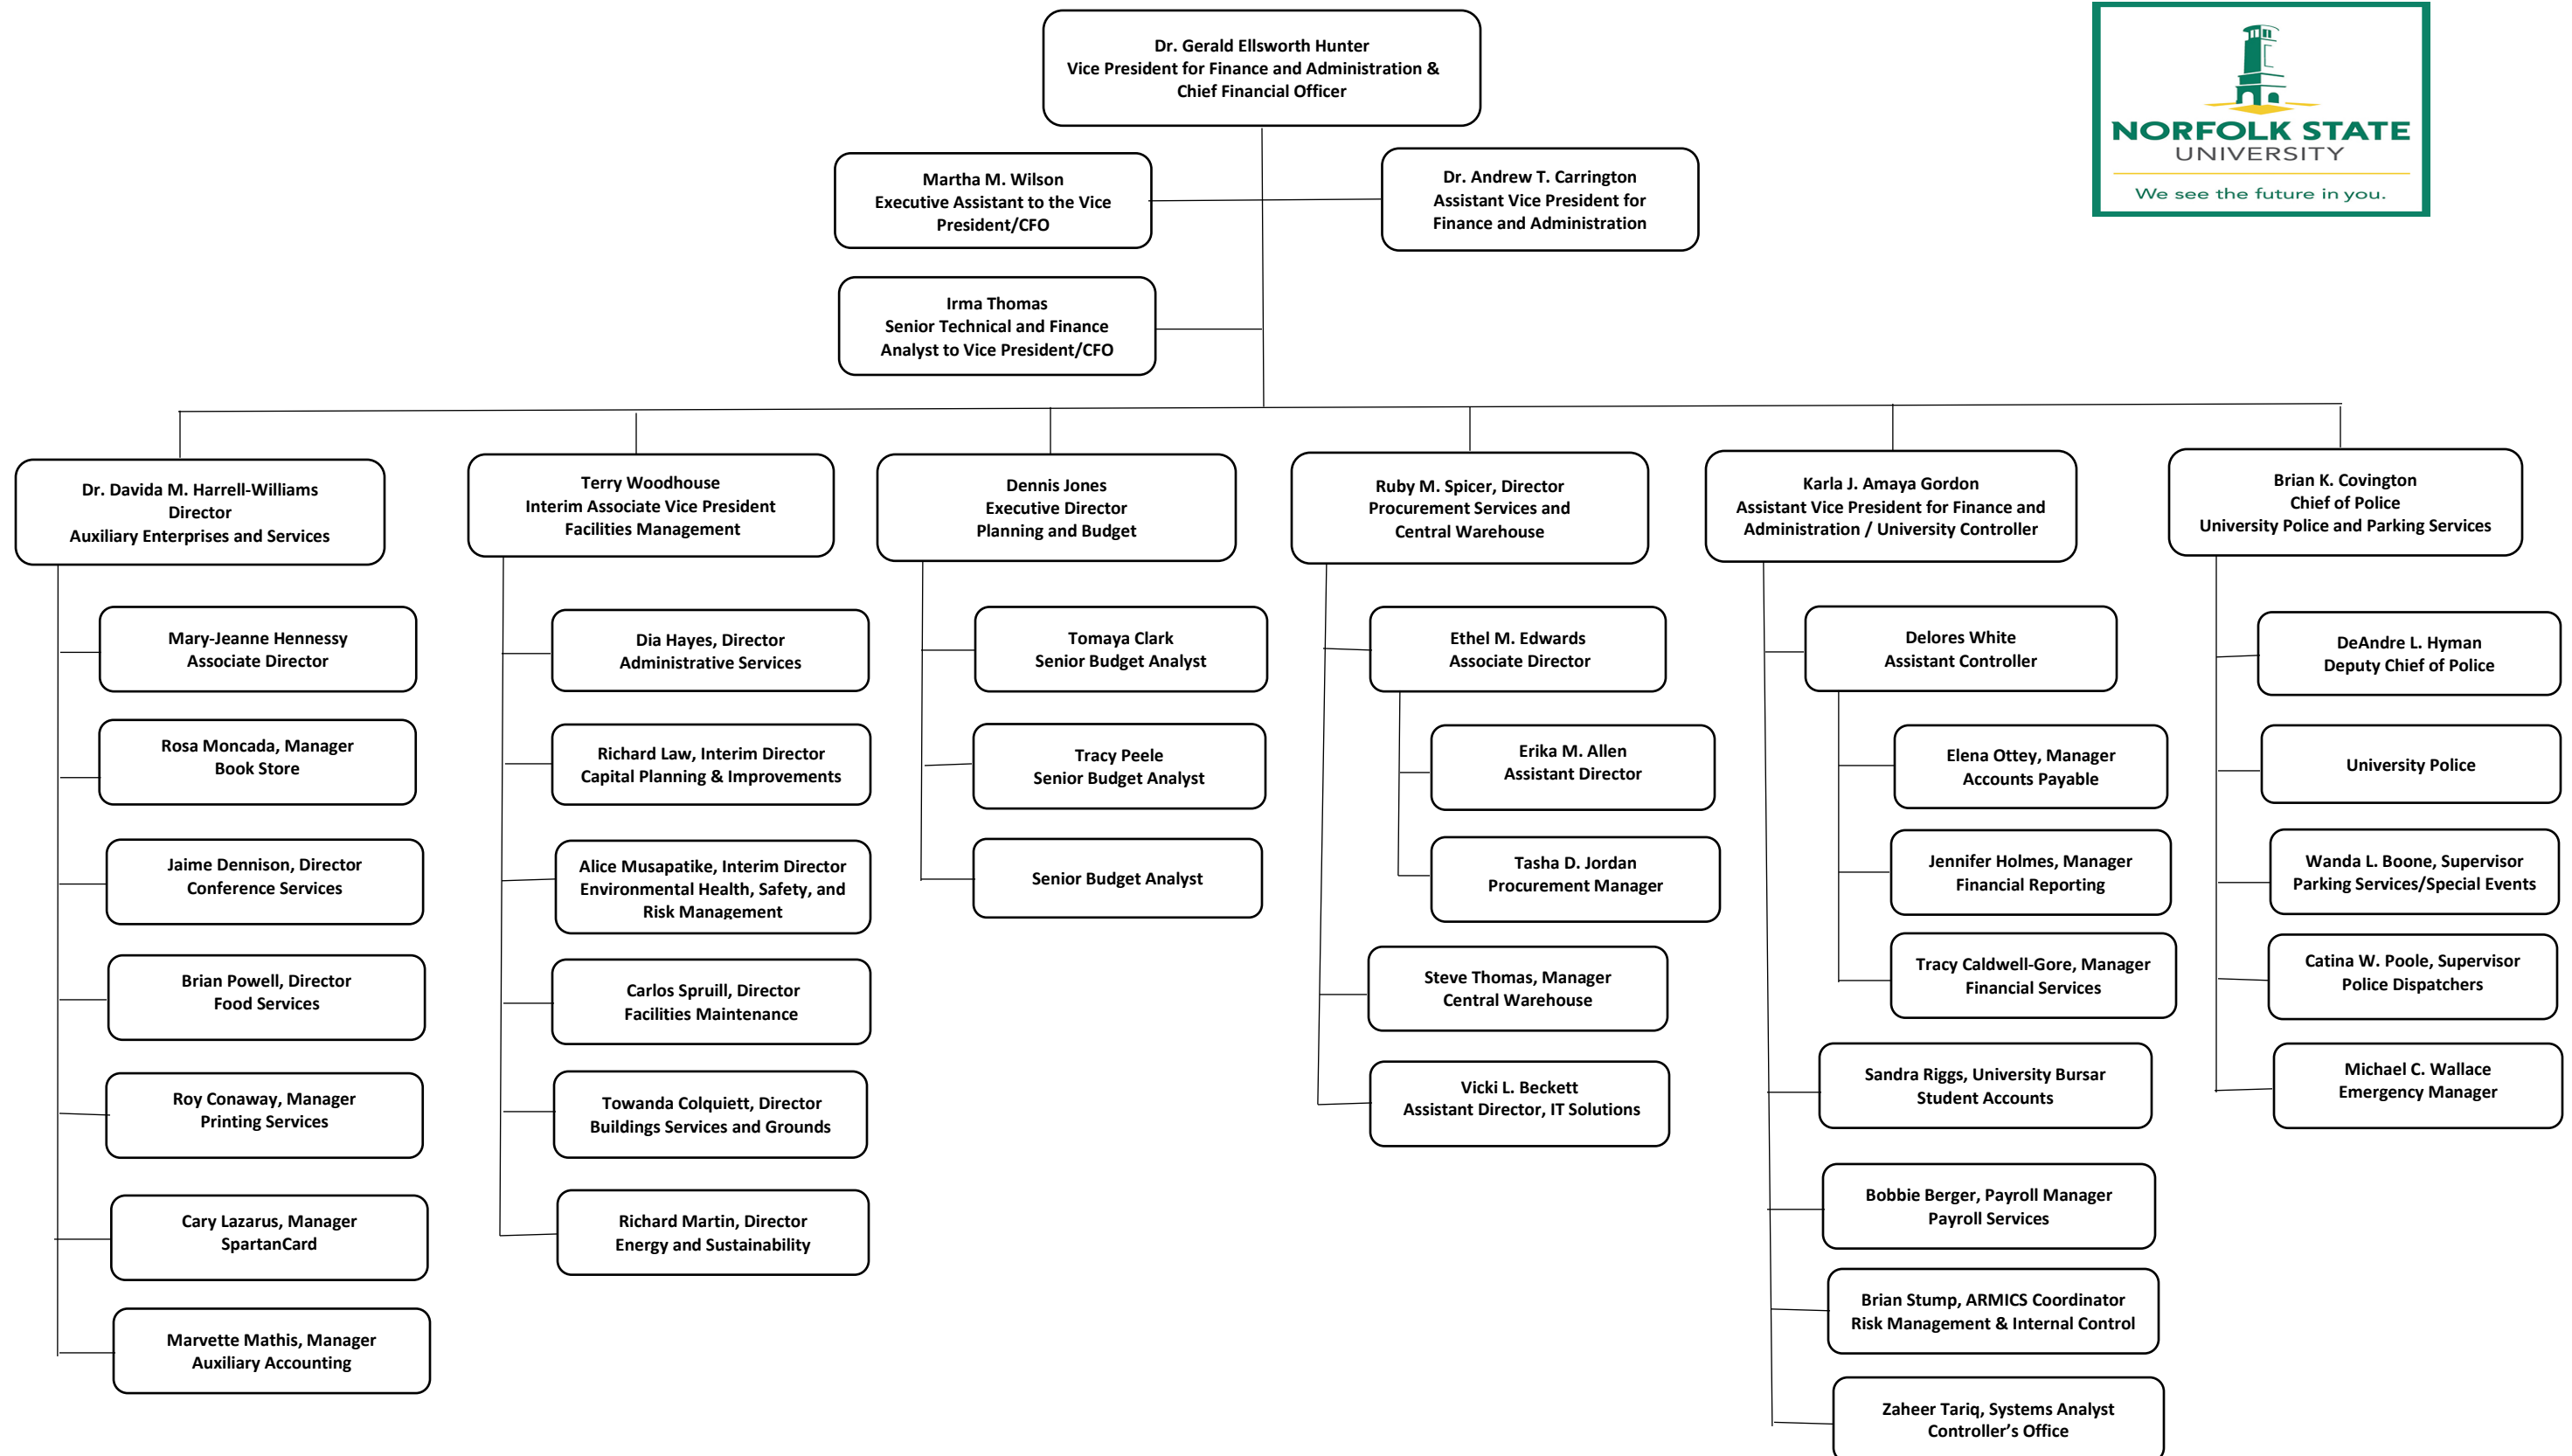 Dr. Gerald Ellsworth Hunter
Vice President for Finance and Administration &
Chief Financial Officer
NORFOLK STATE
UNIVERSITY
We see the future in you.
Martha M. Wilson
Executive Assistant to the Vice
President/CFO
Dr. Andrew T. Carrington
Assistant Vice President for
Finance and Administration
Irma Thomas
Senior Technical and Finance
Analyst to Vice President/CFO
Dr. Davida M. Harrell-Williams
Director
Auxiliary Enterprises and Services
Mary-Jeanne Hennessy
Associate Director
Rosa Moncada, Manager
Book Store
Jaime Dennison, Director
Conference Services
Brian Powell, Director
Food Services
Roy Conaway, Manager
Printing Services
Cary Lazarus, Manager
SpartanCard
Marvette Mathis, Manager
Auxiliary Accounting
Terry Woodhouse
Interim Associate Vice President
Facilities Management
Dia Hayes, Director
Administrative Services
Richard Law, Interim Director
Capital Planning & Improvements
Alice Musapatike, Interim Director
Environmental Health, Safety, and
Risk Management
Carlos Spruill, Director
Facilities Maintenance
Towanda Colquiett, Director
Buildings Services and Grounds
Richard Martin, Director
Energy and Sustainability
Dennis Jones
Executive Director
Planning and Budget
Tomaya Clark
Senior Budget Analyst
Tracy Peele
Senior Budget Analyst
Senior Budget Analyst
Ruby M. Spicer, Director
Procurement Services and
Central Warehouse
Ethel M. Edwards
Associate Director
Erika M. Allen
Assistant Director
Tasha D. Jordan
Procurement Manager
Steve Thomas, Manager
Central Warehouse
Vicki L. Beckett
Assistant Director, IT Solutions
Karla J. Amaya Gordon
Assistant Vice President for Finance and
Administration / University Controller
Delores White
Assistant Controller
Elena Ottey, Manager
Accounts Payable
Jennifer Holmes, Manager
Financial Reporting
Tracy Caldwell-Gore, Manager
Financial Services
Sandra Riggs, University Bursar
Student Accounts
Bobbie Berger, Payroll Manager
Payroll Services
Brian Stump, ARMICS Coordinator
Risk Management & Internal Control
Zaheer Tariq, Systems Analyst
Controller’s Office
Brian K. Covington
Chief of Police
University Police and Parking Services
DeAndre L. Hyman
Deputy Chief of Police
University Police
Wanda L. Boone, Supervisor
Parking Services/Special Events
Catina W. Poole, Supervisor
Police Dispatchers
Michael C. Wallace
Emergency Manager